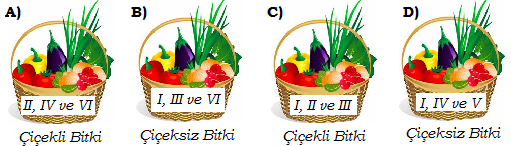 A)
II, IV ve VI
Çiçekli Bitki
B)
I, III ve VI
Çiçeksiz Bitki
C)
I, II ve III
Çiçekli Bitki
D)
I, IV ve V
Çiçeksiz Bitki